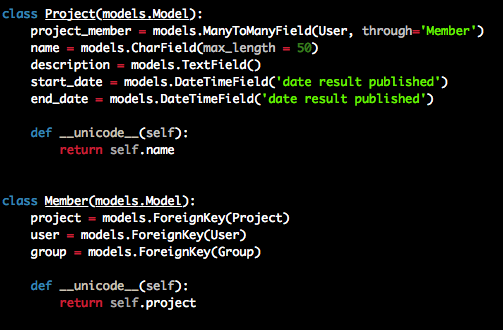 class Project(models.Model):
    project_member = models.ManyToManyField(User, through='Member')
    name = models.CharField(max_length = 50)
    description = models.TextField()
    start_date = models.DateTimeField('date result published')
    end_date = models.DateTimeField('date result published')
    def __unicode__(self):
        return self.name
class Member(models.Model):
    project = models.ForeignKey(Project)
    user = models.ForeignKey(User)
    group = models.ForeignKey(Group)
    def __unicode__(self):
        return self.project